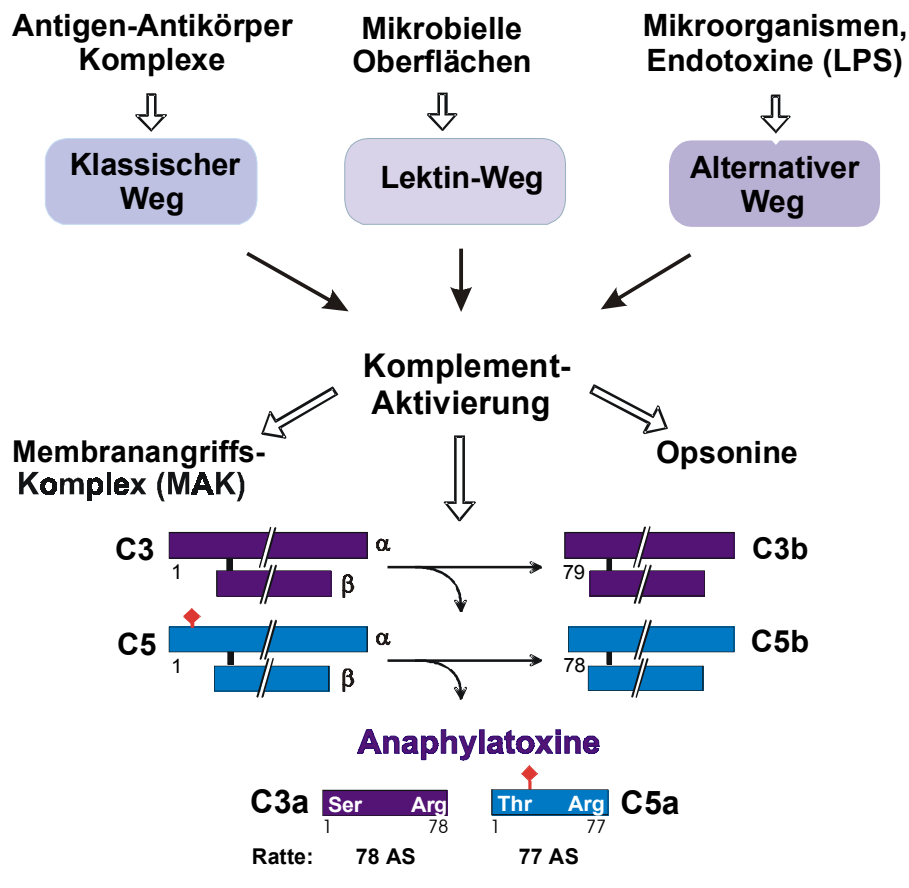 Antigen-Antikörper
Komplexe
Mikrobielle
Oberflächen
Mikroorganismen,
Endotoxine (LPS)
Klassischer
Weg
Lektin-Weg
Alternativer
Weg
Komplement-
Aktivierung
Membranangriffs-
Komplex (MAK)
Opsonine
C3
α
1
β
C3b
79
C5
α
1
β
C5b
78
Anaphylatoxine
C3a
Ser Arg
1 78
Thr Arg
1 77
C5a
Ratte: 78 AS 77 AS